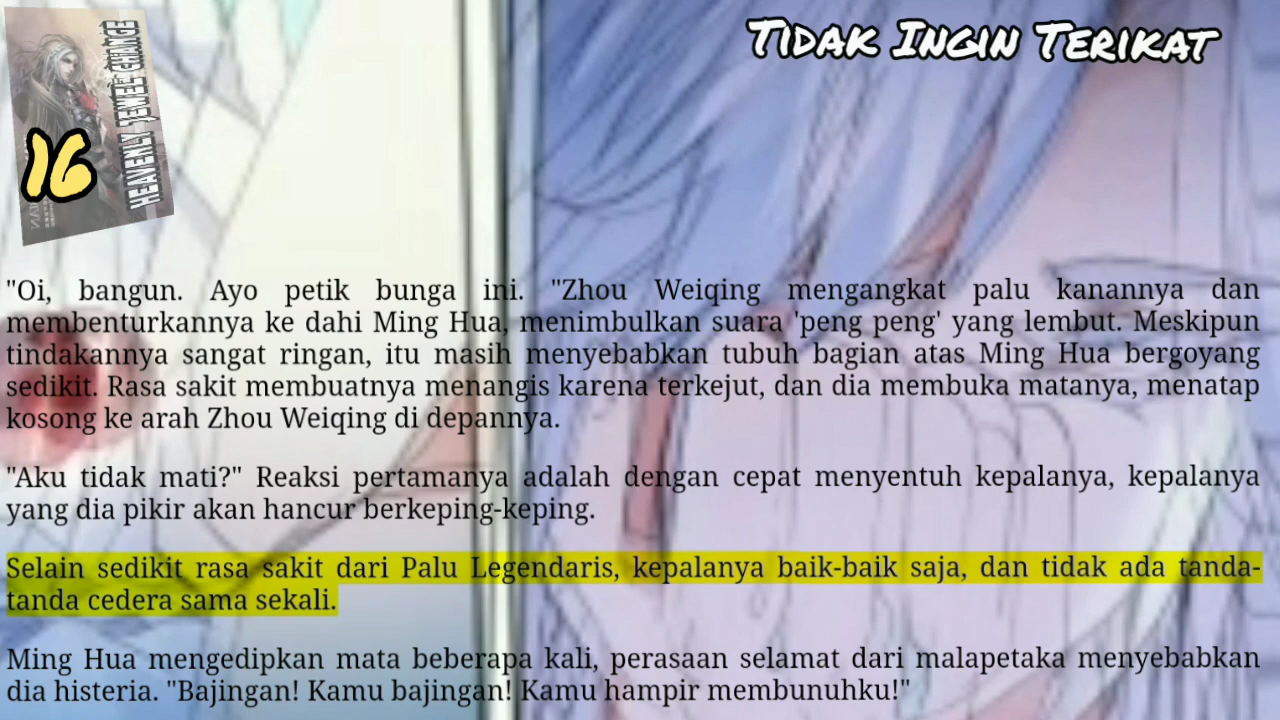 HEAVENLY JEWEL CHANGE
16
TIDAK INGIN TERIKAT
"Oi, bangun. Ayo petik bunga ini. "Zhou Weiqing mengangkat palu kanannya dan
membenturkannya ke dahi Ming Hua, menimbulkan suara 'peng peng' yang lembut. Meskipun
tindakannya sangat ringan, itu masih menyebabkan tubuh bagian atas Ming Hua bergoyang
sedikit. Rasa sakit membuatnya menangis karena terkejut, dan dia membuka matanya, menatap
kosong ke arah Zhou Weiqing di depannya.
"Aku tidak mati?" Reaksi pertamanya adalah dengan cepat menyentuh kepalanya, kepalanya
yang dia pikir akan hancur berkeping-keping.
Selain sedikit rasa sakit dari Palu Legendaris, kepalanya baik-baik saja, dan tidak ada tanda-
tanda cedera sama sekali.
Ming Hua mengedipkan mata beberapa kali, perasaan selamat dari malapetaka menyebabkan
dia histeria. "Bajingan! Kamu bajingan! Kamu hampir membunuhku!"